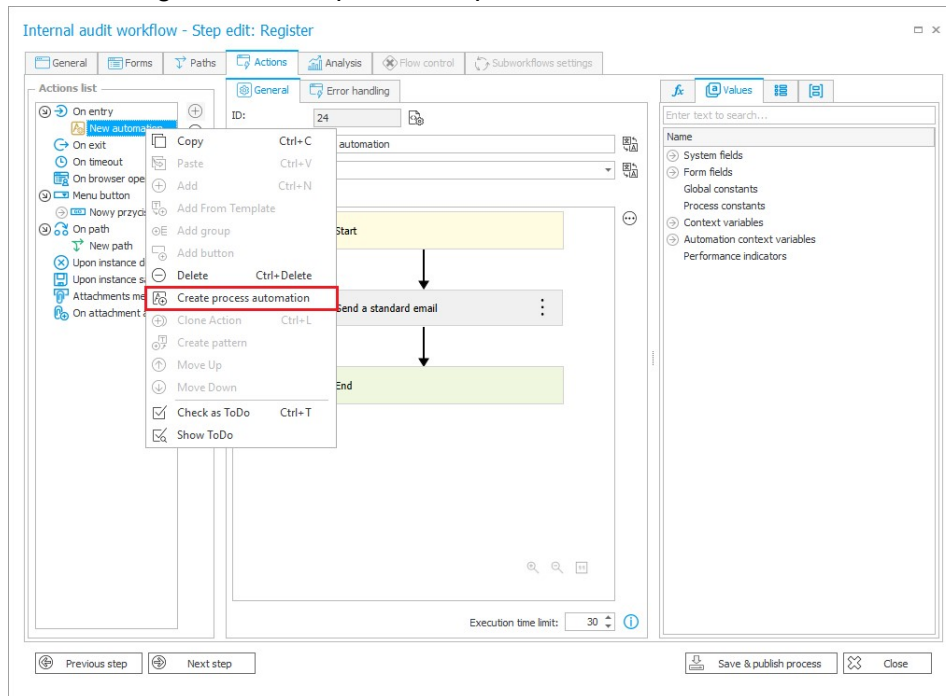 Internal audit workflow - Step edit: Register
General Forms Paths Actions Analysis Flow control Subworkflows settings
Actions list
On entry
New automation
On exit
On timeout
On browser ope
Menu button
Nowy przycis
On path
New path
Upon instance d
Upon instance s
Attachments me
On attachment a
Copy Ctrl+C
Paste Ctrl+V
Add Ctrl+N
Add From Template
Add group
Add button
Delete Ctrl+Delete
Create process automation
Clone Action Ctrl+L
Create pattern
Move Up
Move Down
Check as ToDo Ctrl+T
Show ToDo
General Error handling
ID: 24
automation
Start
Send a standard email
End
Execution time limit: 30
fx Values
Enter text to search...
Name
System fields
Form fields
Global constants
Process constants
Context variables
Automation context variables
Performance indicators
Previous step Next step Save & publish process Close